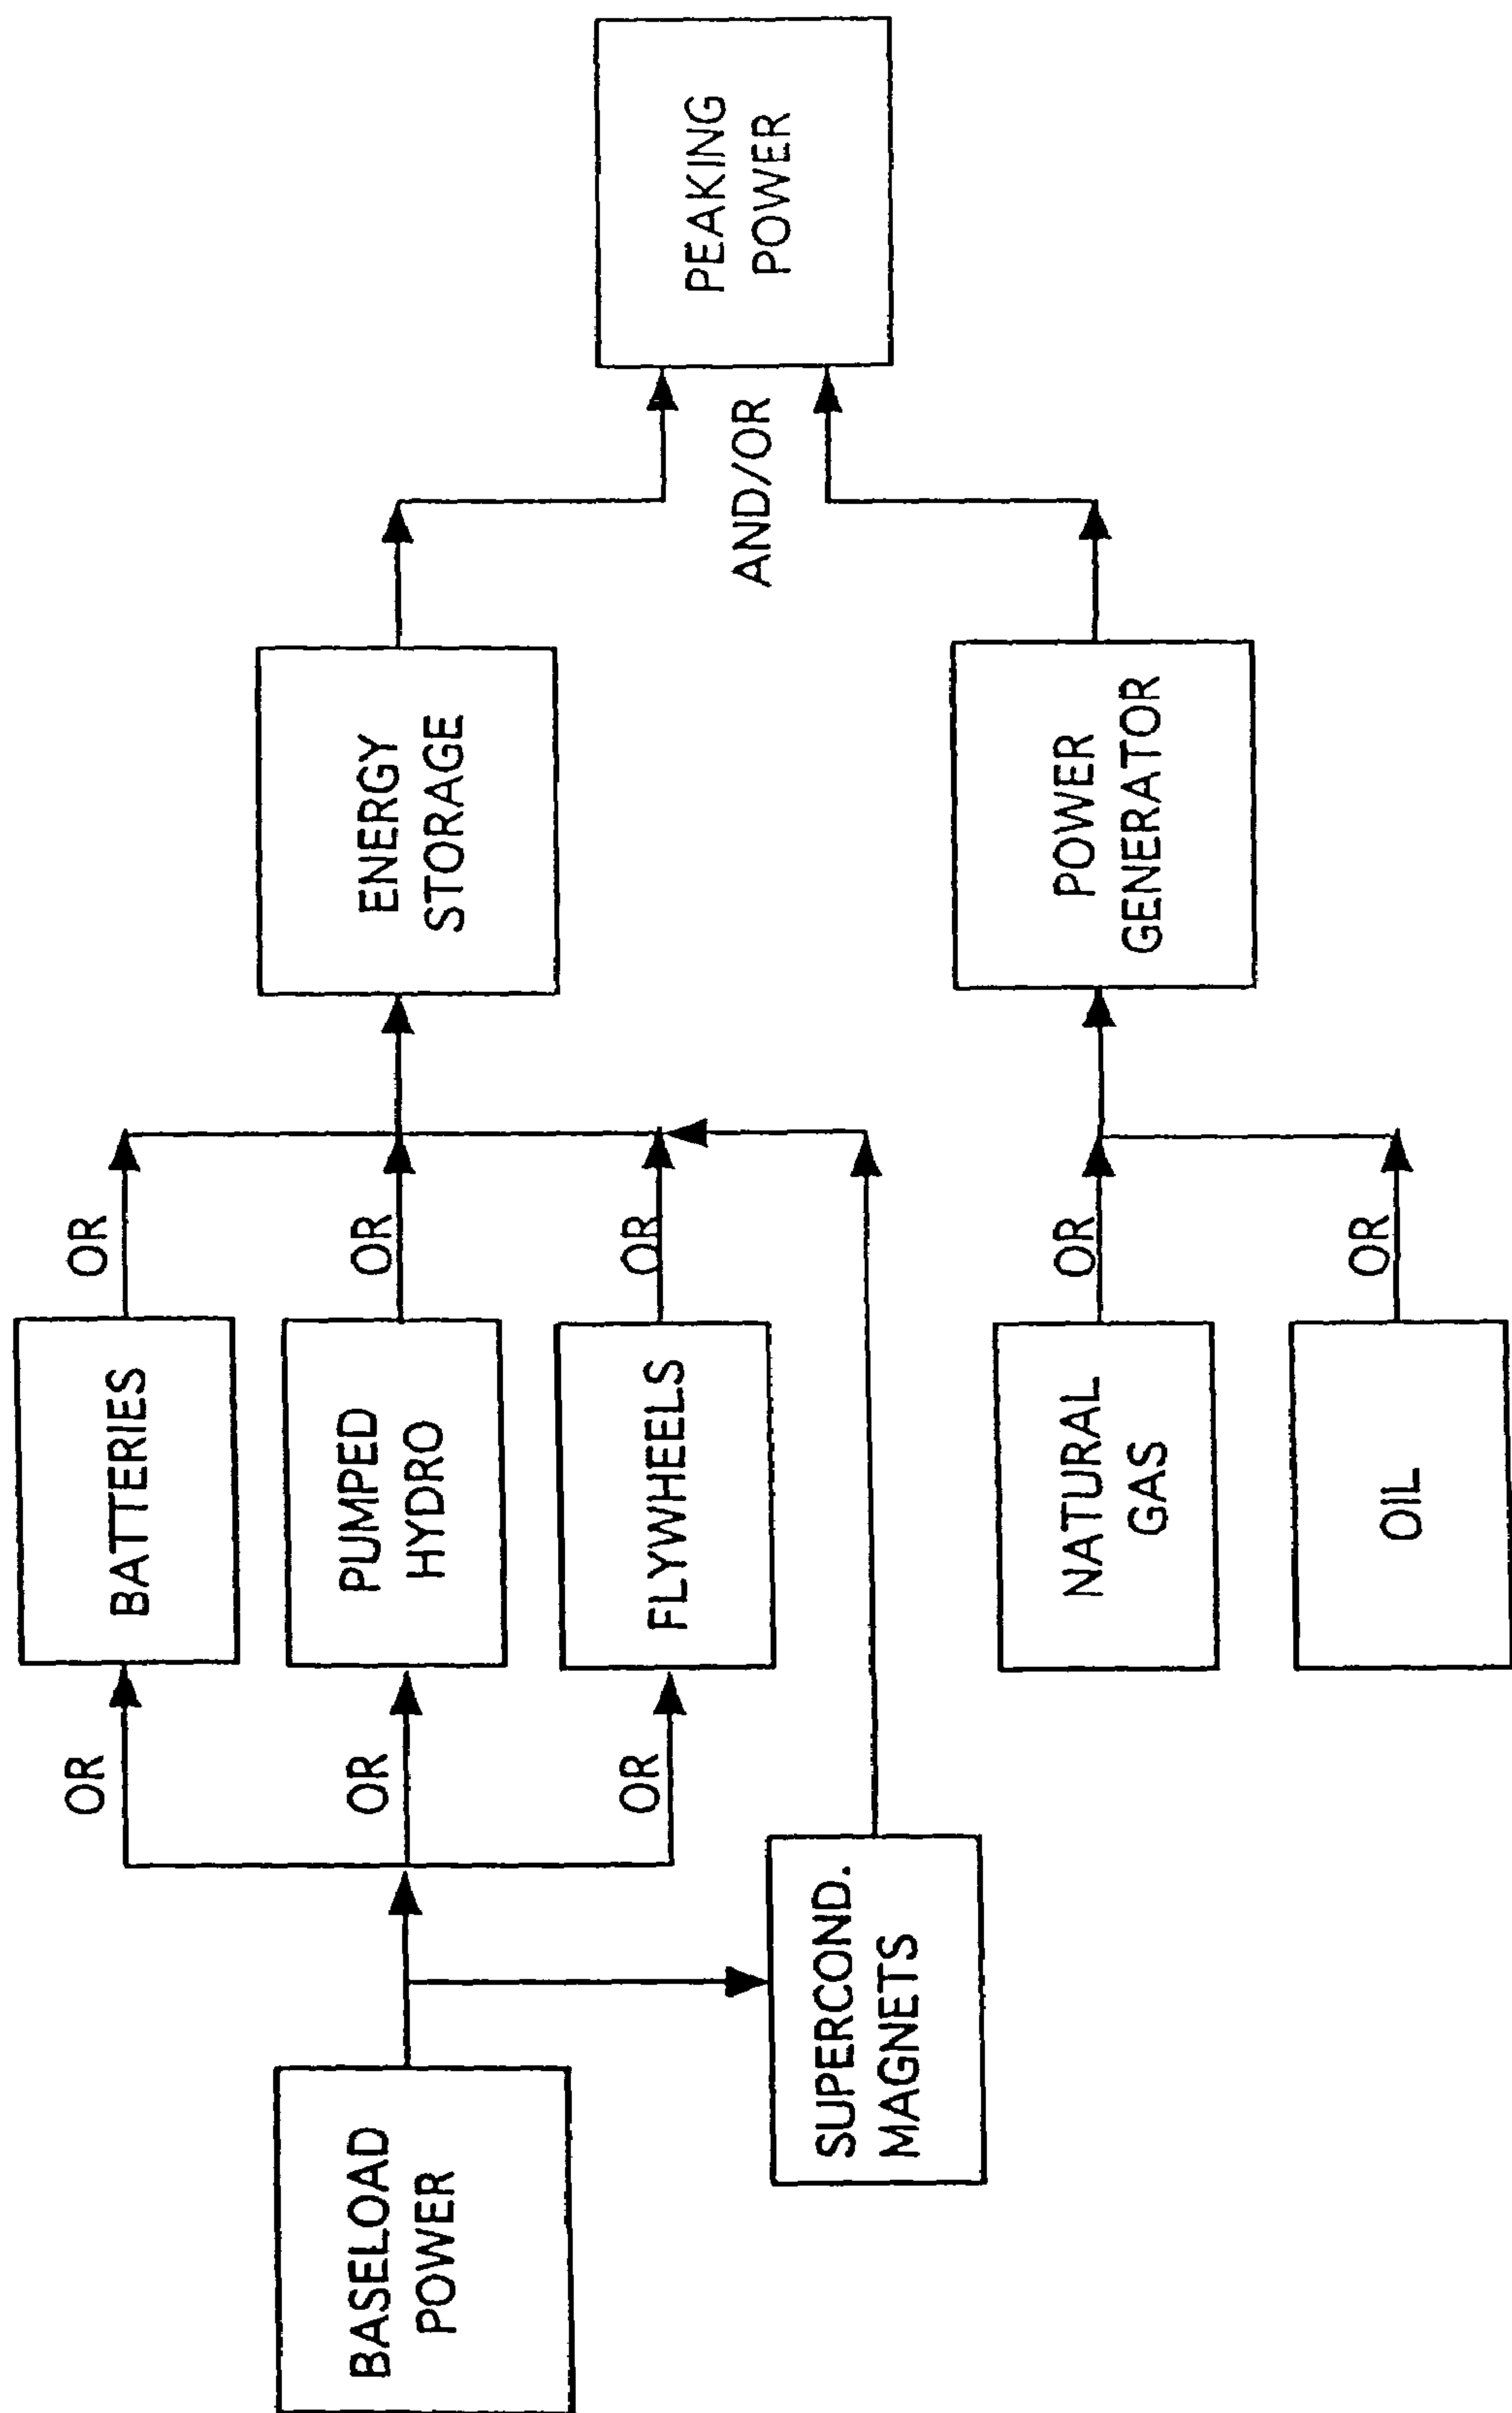 BASELOAD
POWER
SUPERCOND.
MAGNETS
OR
OR
OR
BATTERIES
PUMPED
HYDRO
FLYWHEELS
NATURAL
GAS
OIL
OR
OR
OR
OR
OR
ENERGY
STORAGE
POWER
GENERATOR
AND/OR
PEAKING
POWER